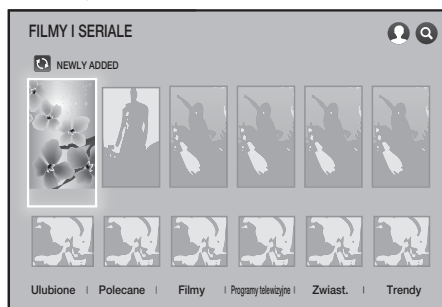 FILMY I SERIALE
NEWLY ADDED
Ulubione | Polecane | Filmy | Programy telewizyjne | Zwiast. | Trendy